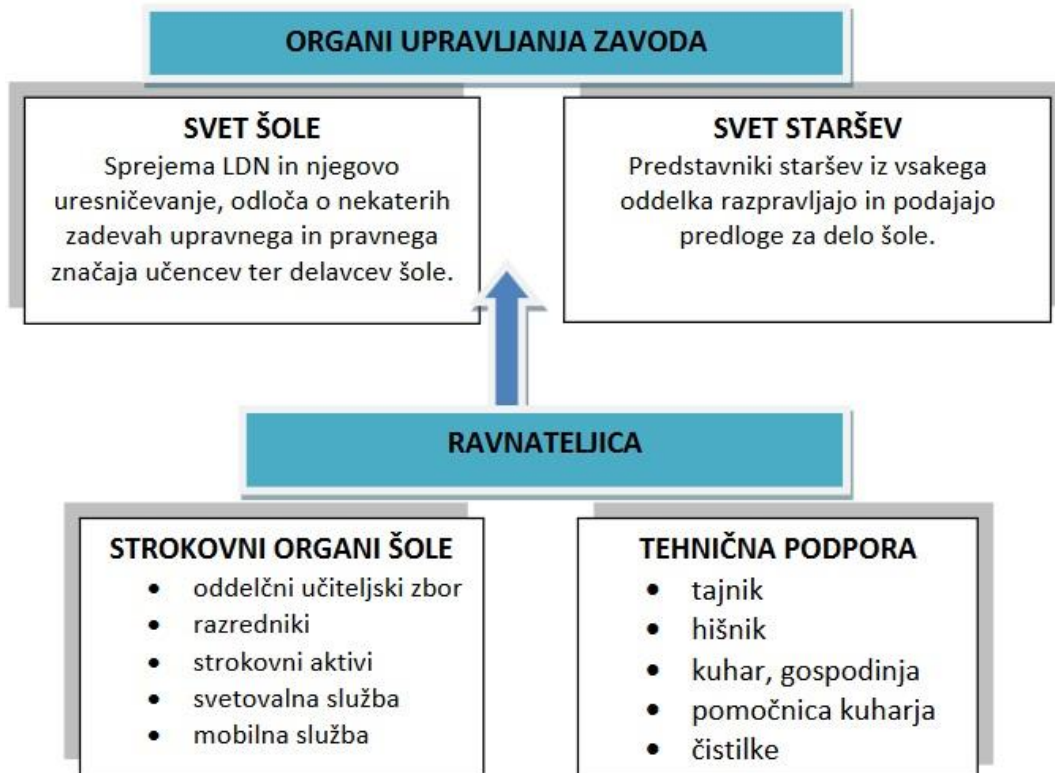 ORGANI UPRAVLJANJA ZAVODA
SVET ŠOLE
Sprejema LDN in njegovo
uresničevanje, odloča o nekaterih
zadevah upravnega in pravnega
značaja učencev ter delavcev šole.
SVET STARŠEV
Predstavniki staršev iz vsakega
oddelka razpravljajo in podajajo
predloge za delo šole.
RAVNATELJICA
STROKOVNI ORGANI ŠOLE
• oddelčni učiteljski zbor
• razredniki
• strokovni aktivi
• svetovalna služba
• mobilna služba
TEHNIČNA PODPORA
• tajnik
• hišnik
• kuhar, gospodinja
• pomočnica kuharja
• čistilke